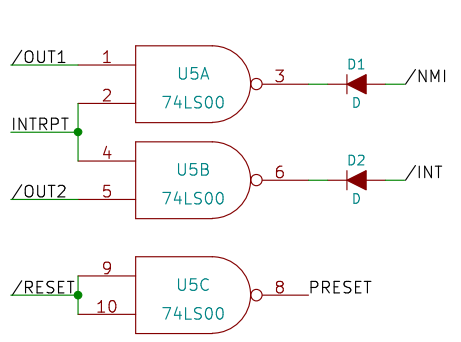 /OUT1 1 U5A 74LS00 3 D1 D /NMI
2
INTRPT
4 U5B 74LS00 6 D2 D /INT
/OUT2 5
/RESET 9 U5C 74LS00 8 PRESET
10